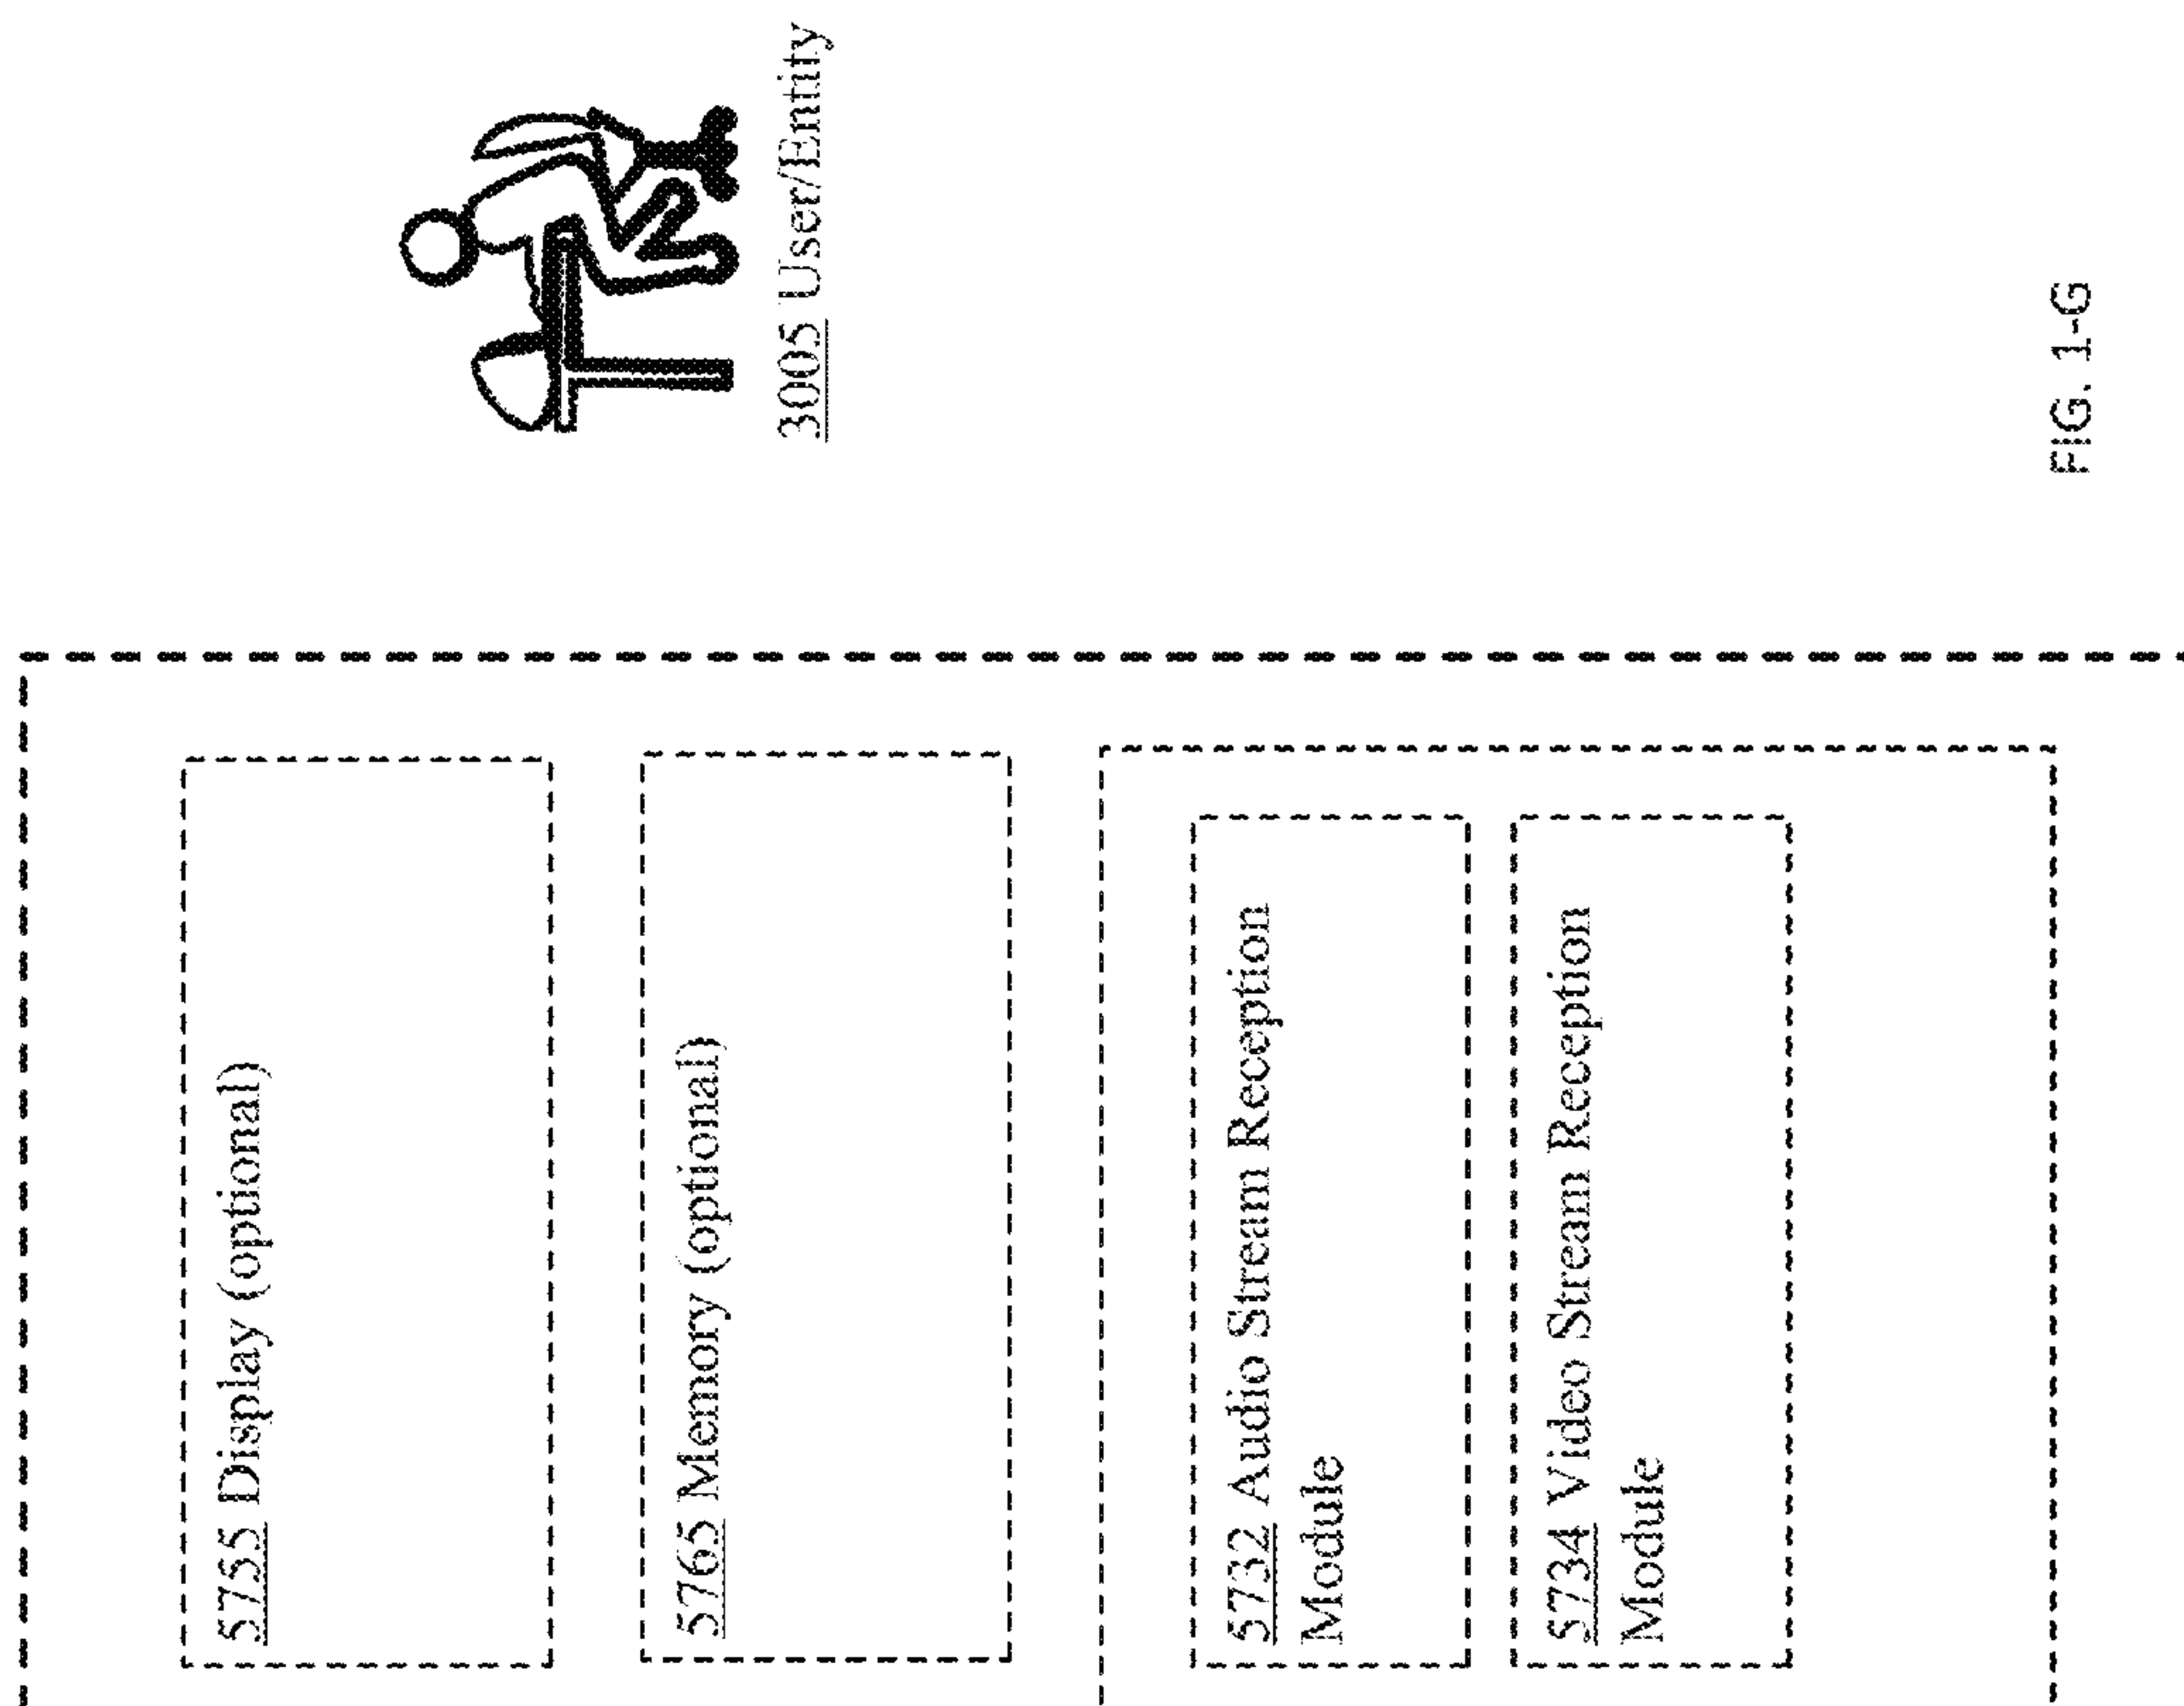 5755 Display (optional)
5765 Memory (optional)
5732 Audio Stream Reception
Module
5734 Video Stream Reception
Module
3005 User/Entity
FIG. 1-G